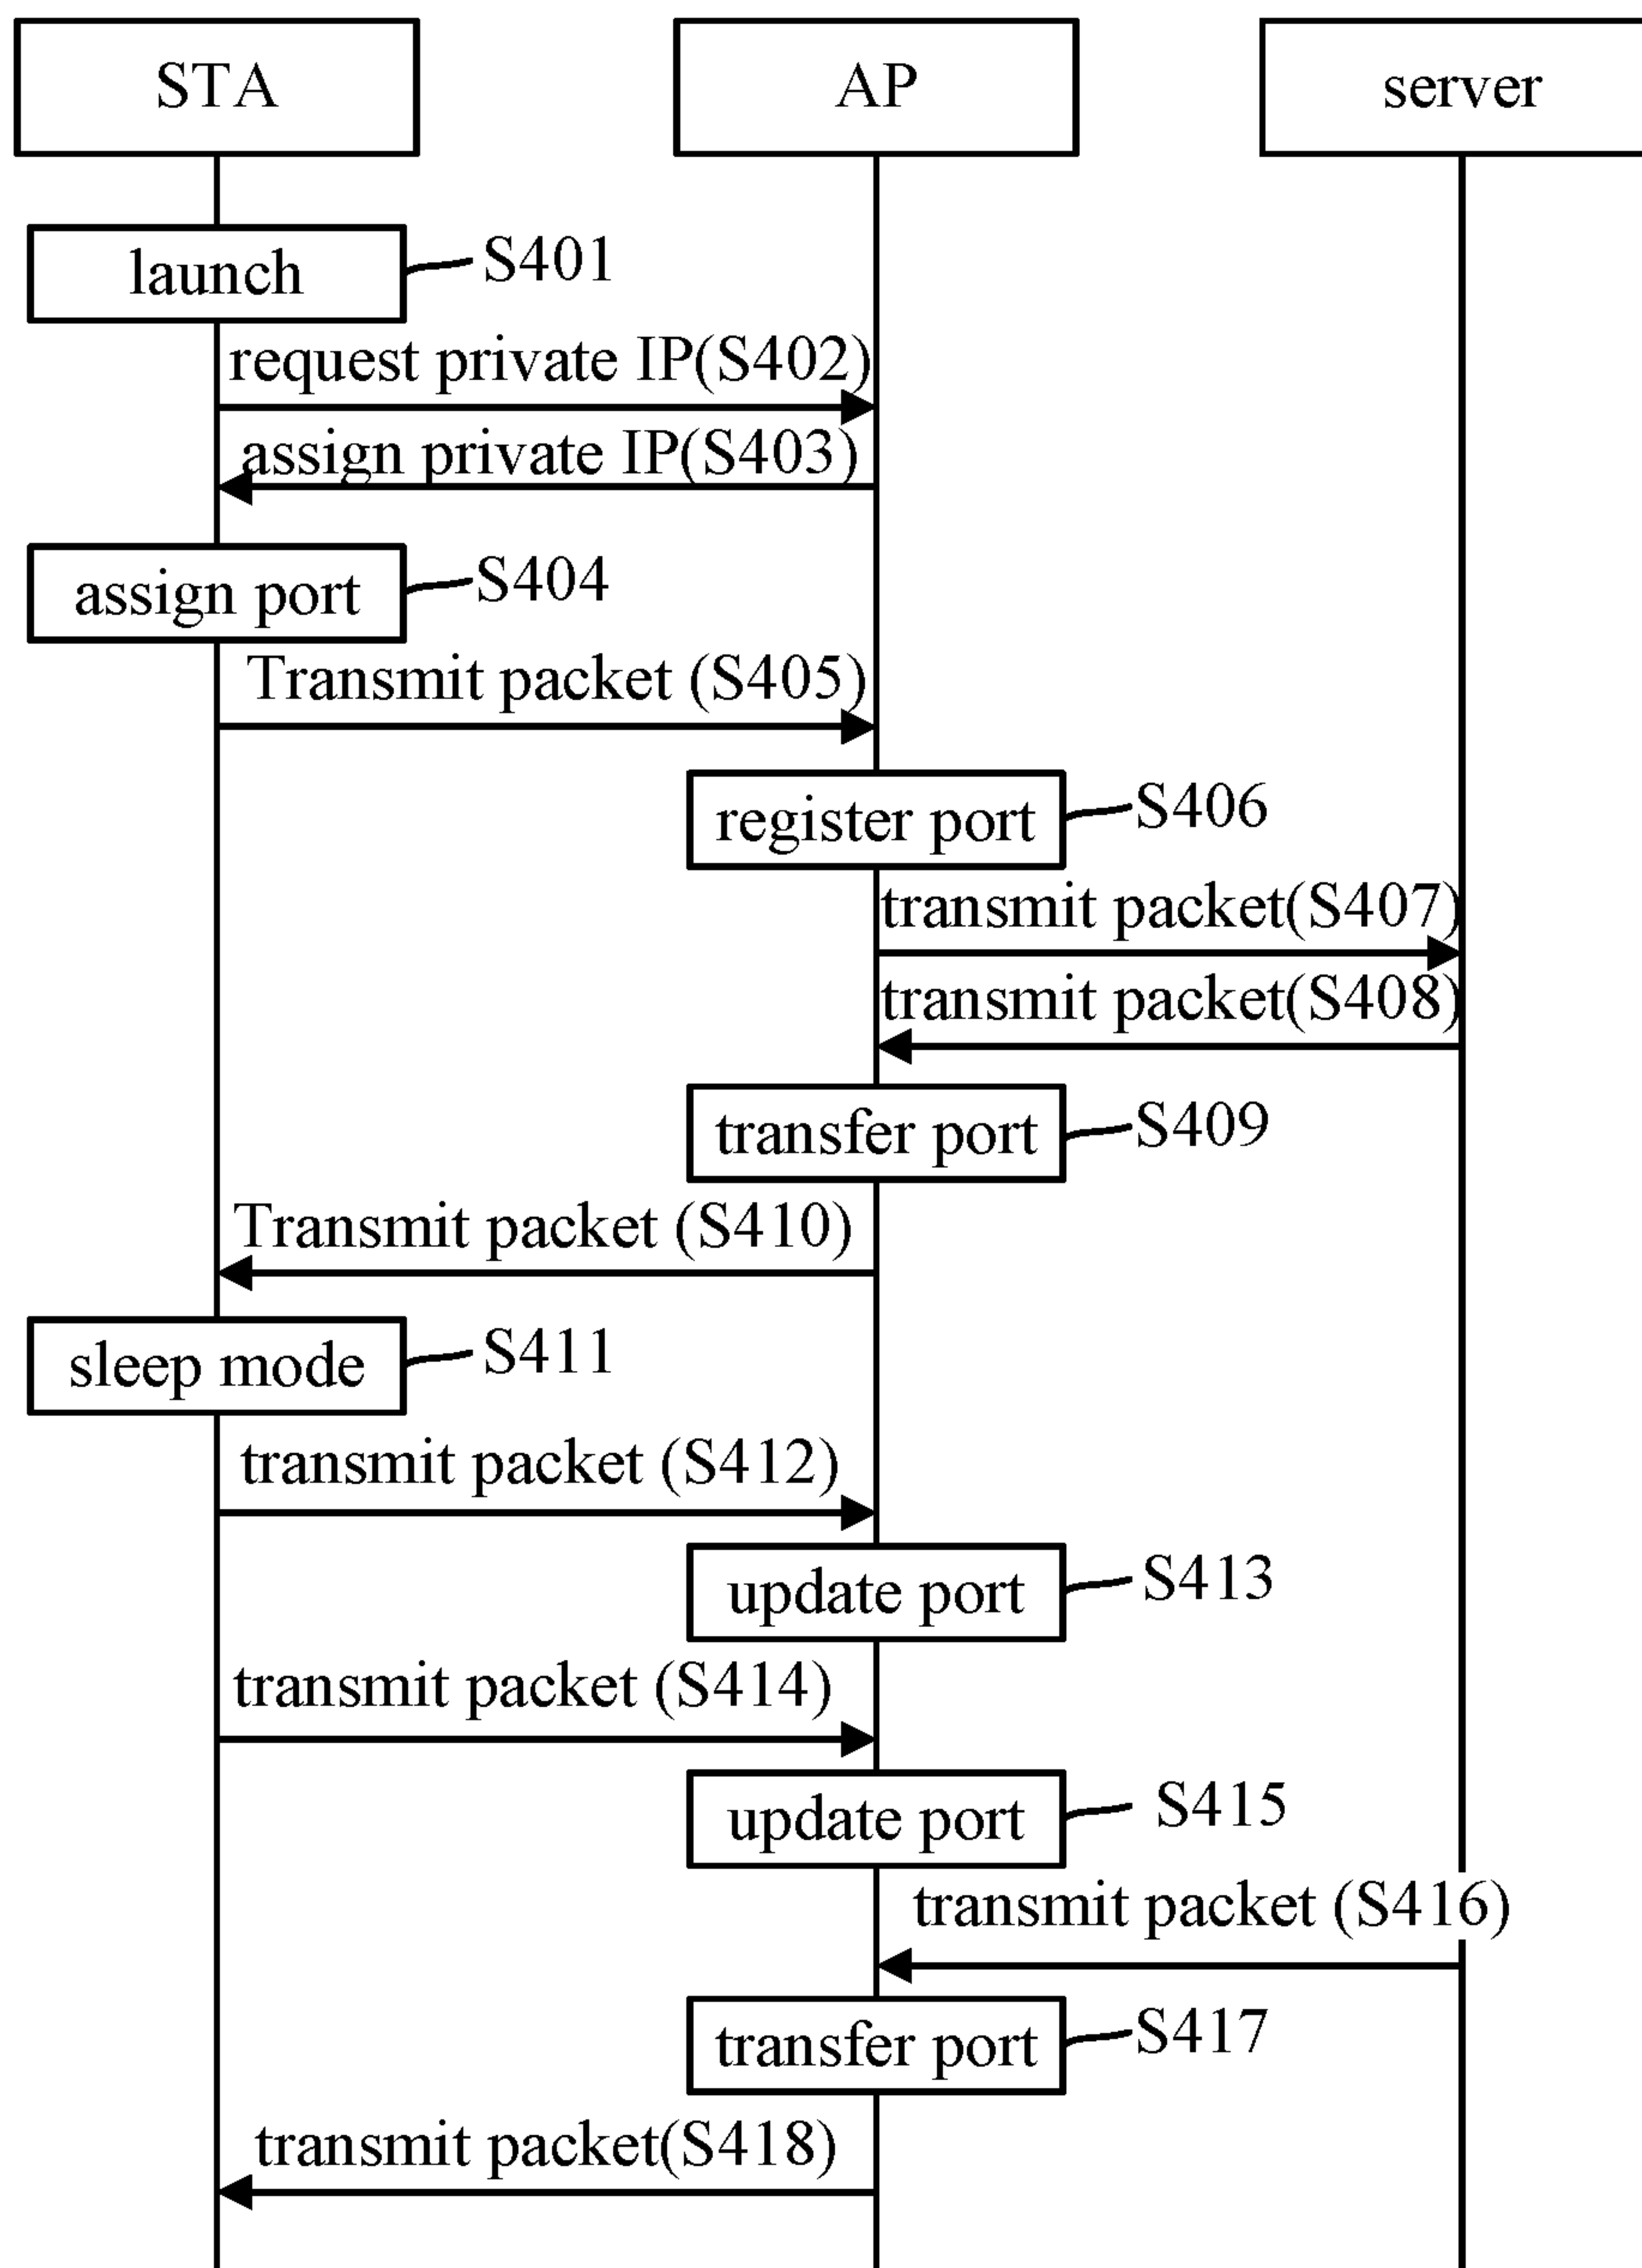 STA
AP
server
launch
S401
request private IP(S402)
assign private IP(S403)
assign port
S404
Transmit packet (S405)
register port
S406
transmit packet(S407)
transmit packet(S408)
transfer port
S409
Transmit packet (S410)
sleep mode
S411
transmit packet (S412)
update port
S413
transmit packet (S414)
update port
S415
transmit packet (S416)
transfer port
S417
transmit packet(S418)